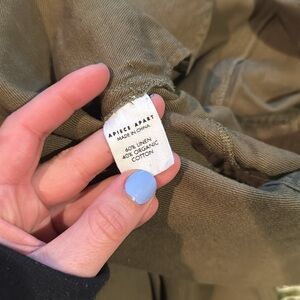 APIECE APART
MADE IN CHINA
60% LINEN
40% ORGANIC
COTTON